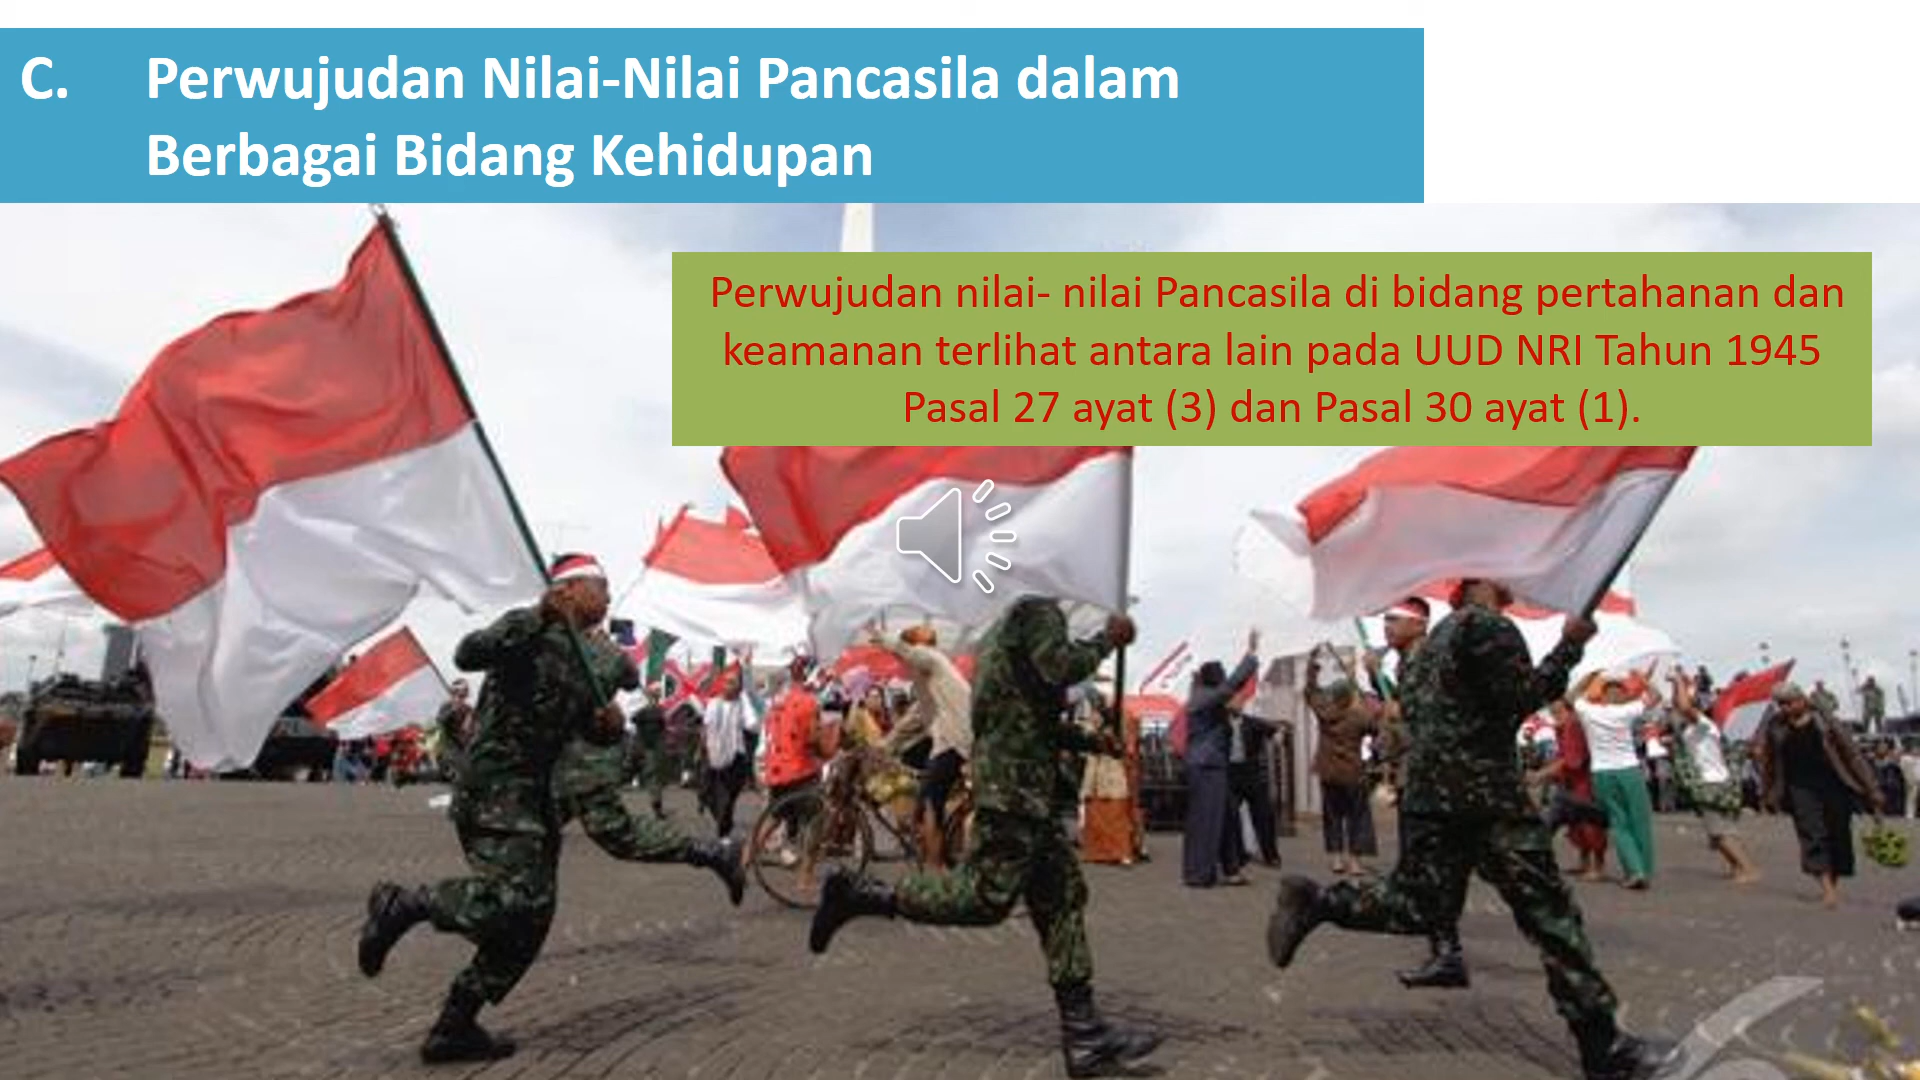 C. Perwujudan Nilai-Nilai Pancasila dalam
Berbagai Bidang Kehidupan
Perwujudan nilai- nilai Pancasila di bidang pertahanan dan
keamanan terlihat antara lain pada UUD NRI Tahun 1945
Pasal 27 ayat (3) dan Pasal 30 ayat (1).